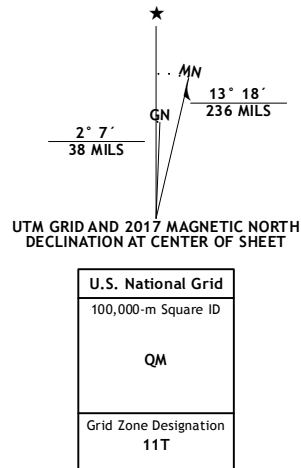 MN
13° 18´
236 MILS
GN
2° 7´
38 MILS
UTM GRID AND 2017 MAGNETIC NORTH
DECLINATION AT CENTER OF SHEET
U.S. National Grid
100,000-m Square ID
QM
Grid Zone Designation
11T